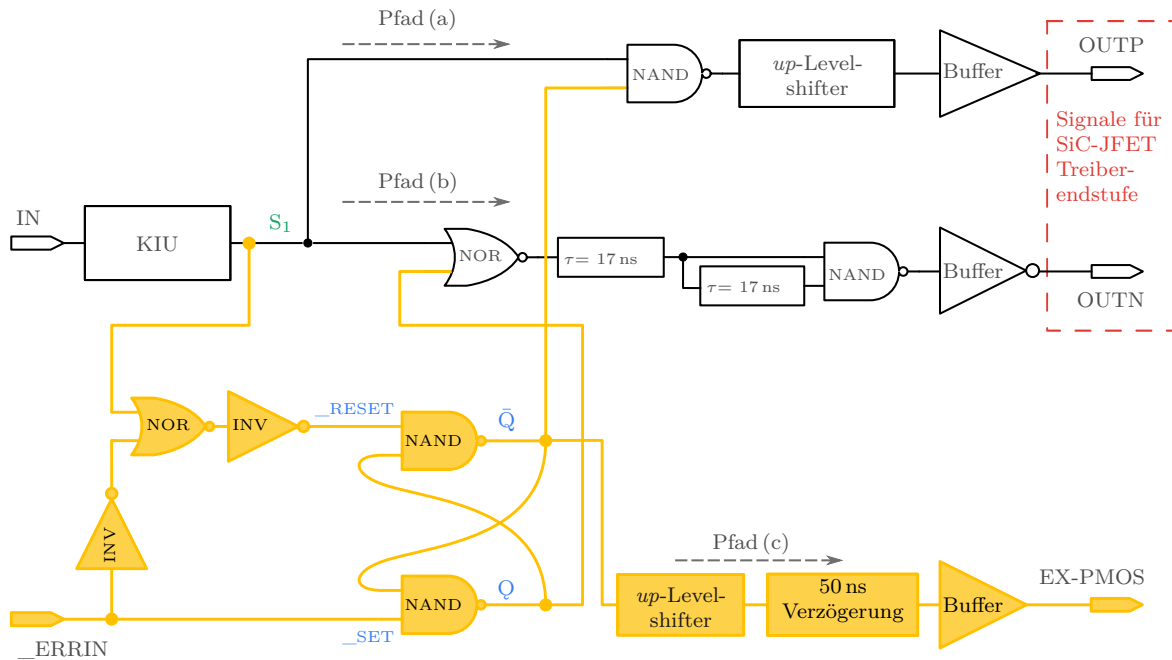 Pfad (a)
OUTP
NAND
up-Level-
shifter
Buffer
Signale für
SiC-JFET
Treiber-
endstufe
Pfad (b)
IN
KIU
S1
NOR
τ= 17 ns
τ= 17 ns
NAND
Buffer
OUTN
NOR
INV
_RESET
NAND
Q̄
INV
Pfad (c)
EX-PMOS
NAND
Q
up-Level-
shifter
50 ns
Verzögerung
Buffer
_SET
_ERRIN